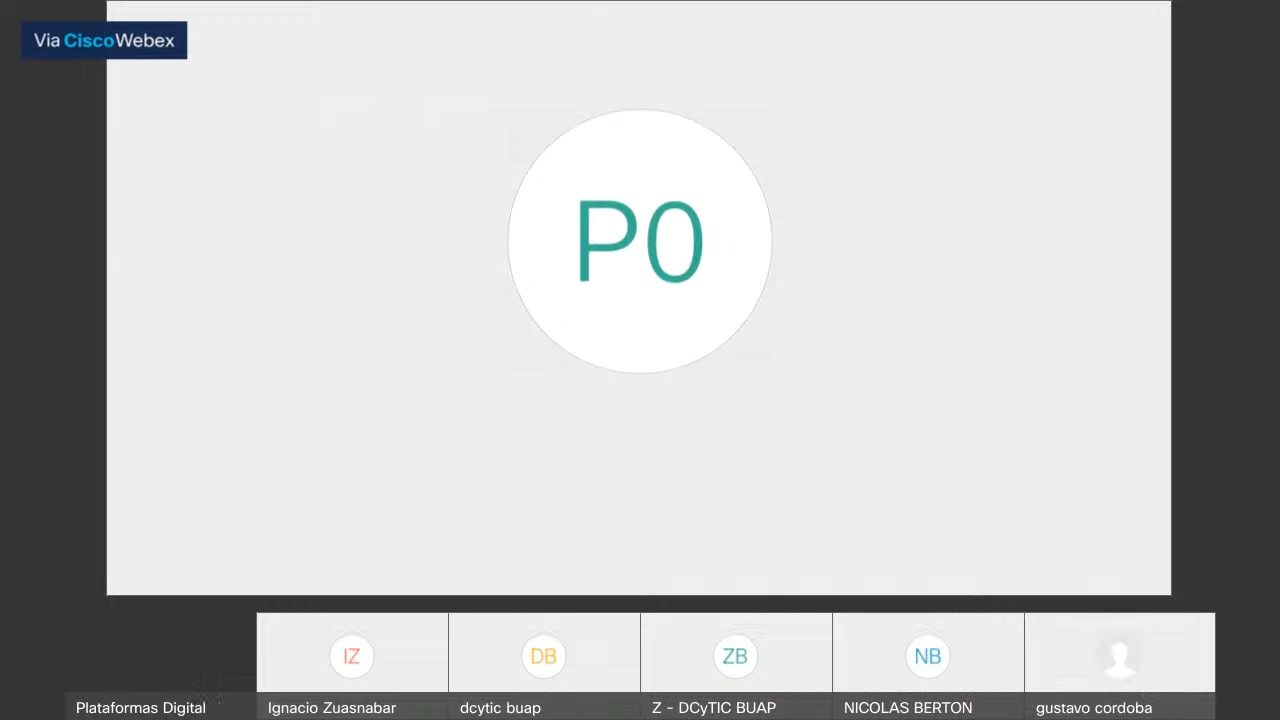 Via CiscoWebex
P0
IZ
DB
ZB
NB
Plataformas Digital
Ignacio Zuasnabar
dcytic buap
Z - DCyTIC BUAP
NICOLAS BERTON
gustavo cordoba